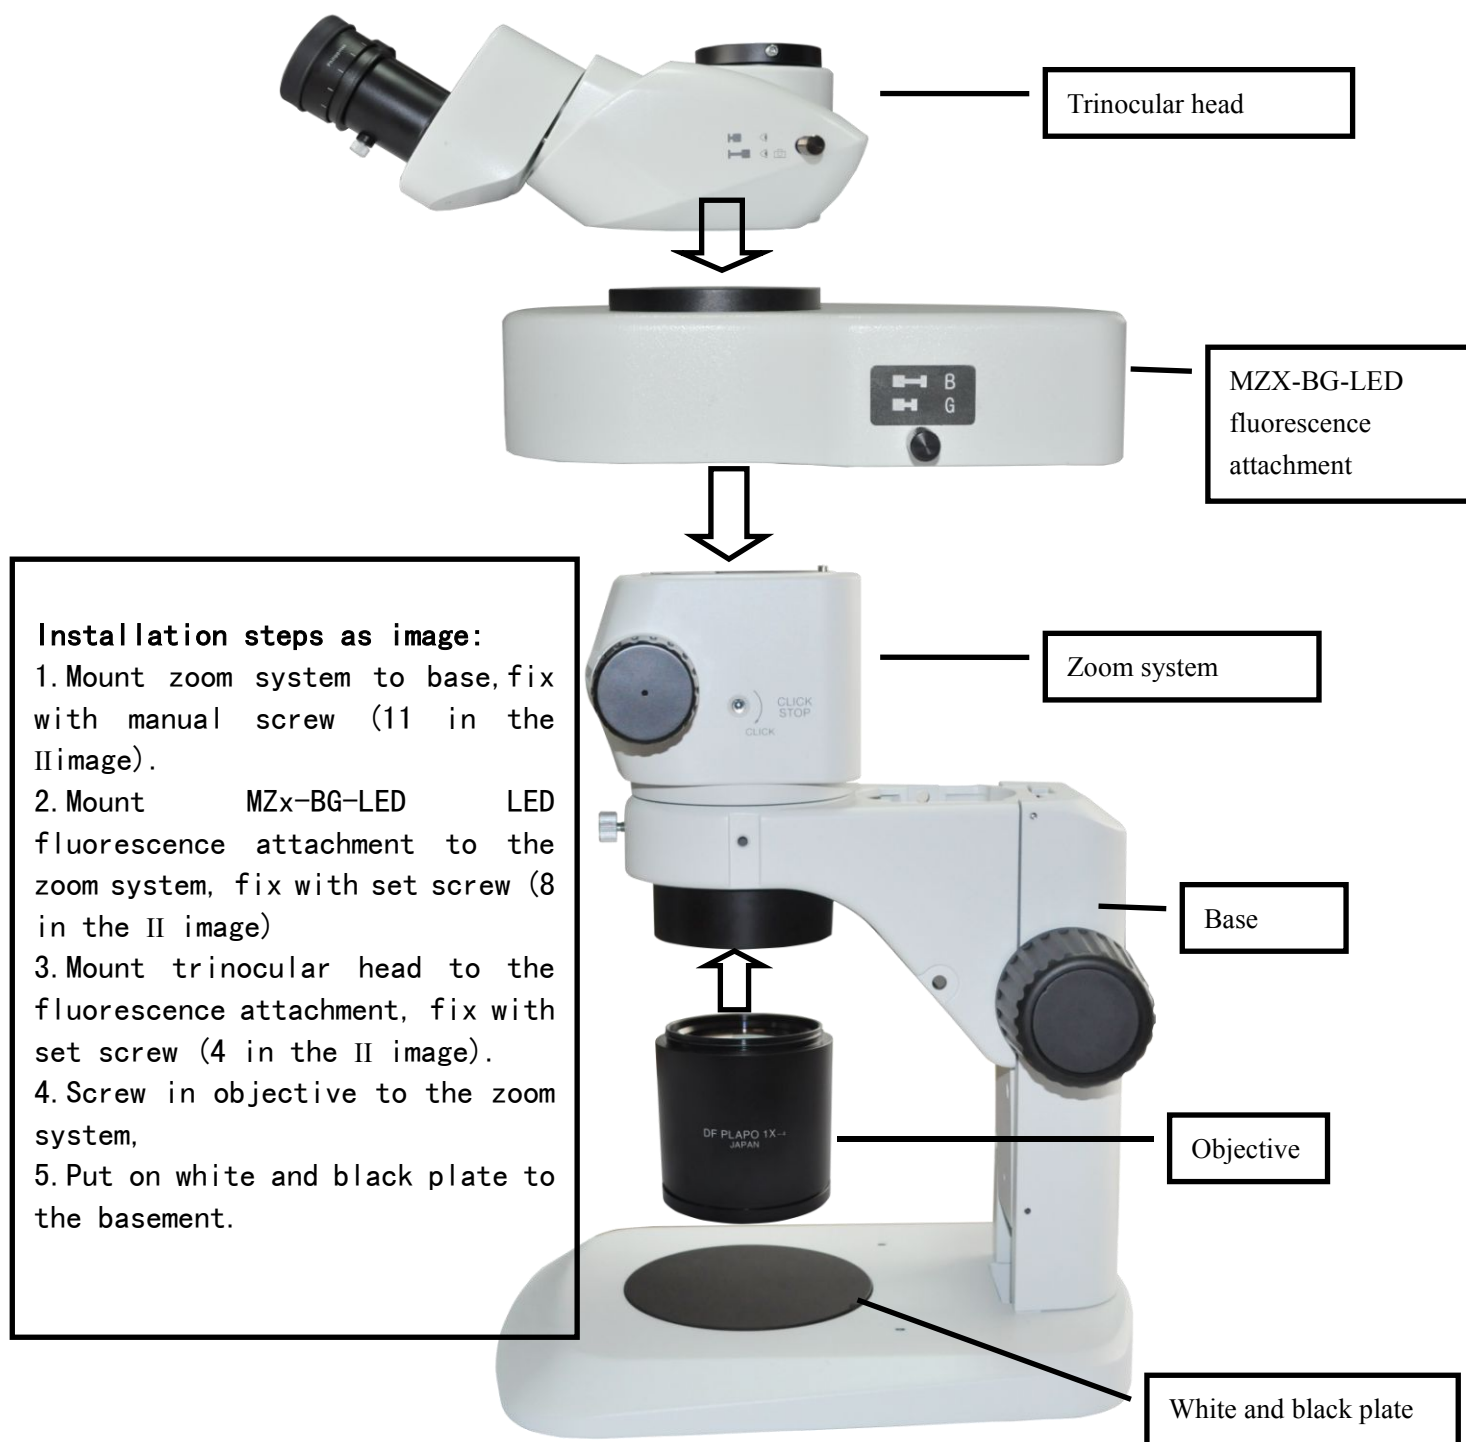 Trinocular head
B
G
MZX-BG-LED
fluorescence
attachment
Installation steps as image:
1.Mount zoom system to base,fix
with manual screw (11 in the
IIimage).
2.Mount MZx-BG-LED LED
fluorescence attachment to the
zoom system, fix with set screw (8
in the II image)
3.Mount trinocular head to the
fluorescence attachment, fix with
set screw (4 in the II image).
4.Screw in objective to the zoom
system,
5.Put on white and black plate to
the basement.
Zoom system
CLICK
STOP
CLICK
Base
DF PLAPO 1X-4
JAPAN
Objective
White and black plate